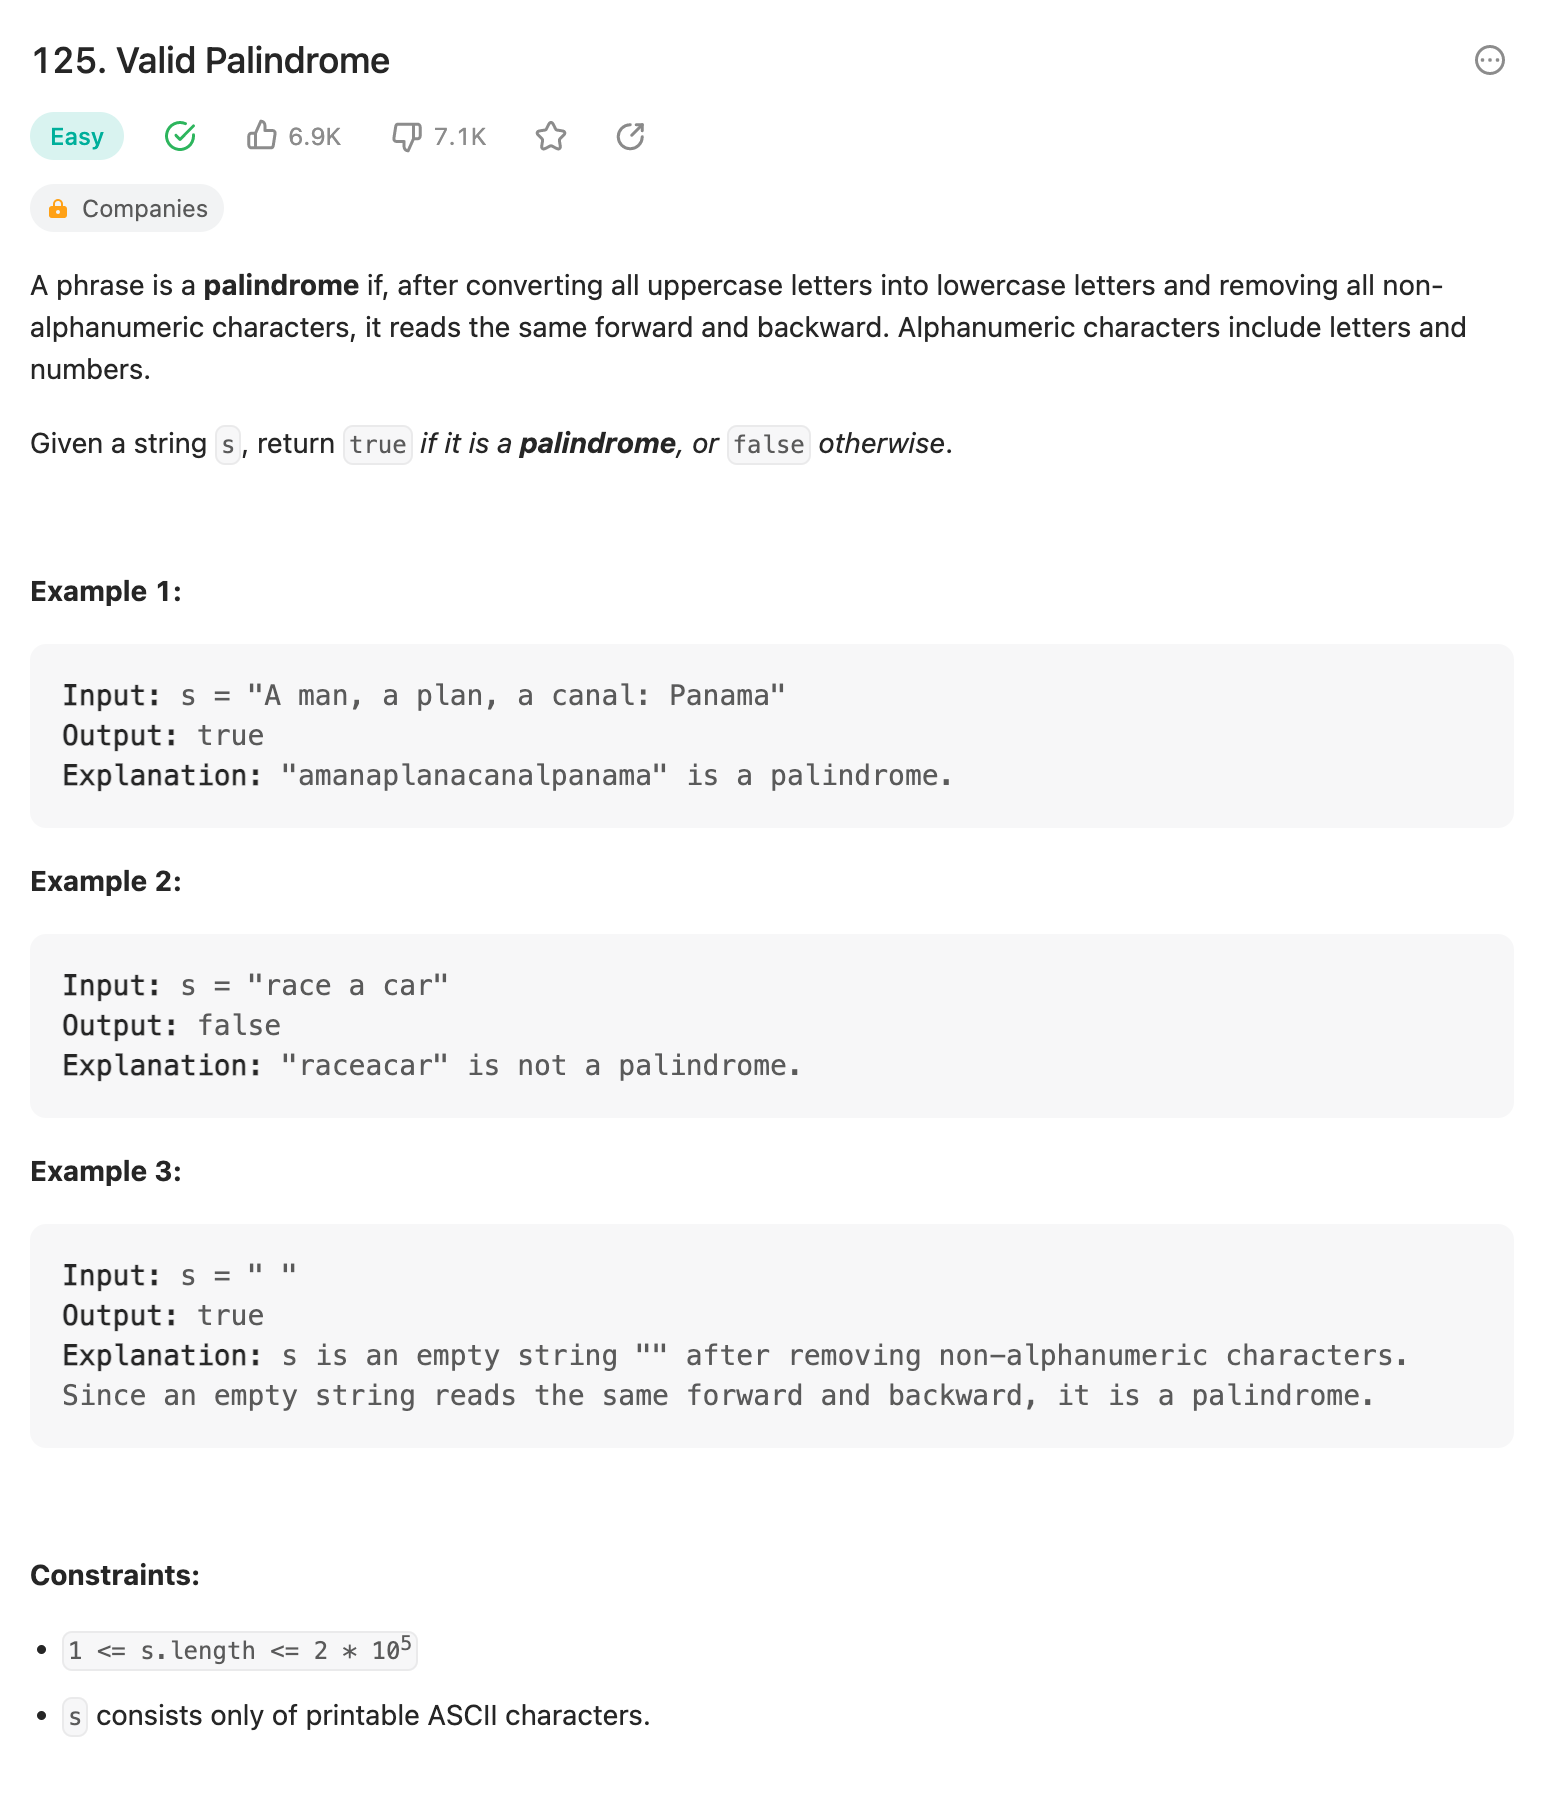 125. Valid Palindrome
Easy
6.9K
7.1K
Companies
A phrase is a palindrome if, after converting all uppercase letters into lowercase letters and removing all non-
alphanumeric characters, it reads the same forward and backward. Alphanumeric characters include letters and
numbers.
Given a string s, return true if it is a palindrome, or false otherwise.
Example 1:
Input: s = "A man, a plan, a canal: Panama"
Output: true
Explanation: "amanaplanacanalpanama" is a palindrome.
Example 2:
Input: s = "race a car"
Output: false
Explanation: "raceacar" is not a palindrome.
Example 3:
Input: s = " "
Output: true
Explanation: s is an empty string "" after removing non-alphanumeric characters.
Since an empty string reads the same forward and backward, it is a palindrome.
Constraints:
• 1 <= s.length <= 2 * 10⁵
• s consists only of printable ASCII characters.